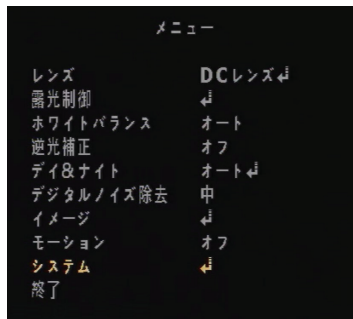 メニュー
レンズ DCレンズ↲
露光制御 ↲
ホワイトバランス オート
逆光補正 オフ
デイ&ナイト オート↲
デジタルノイズ除去 中
イメージ ↲
モーション オフ
システム ↲
終了